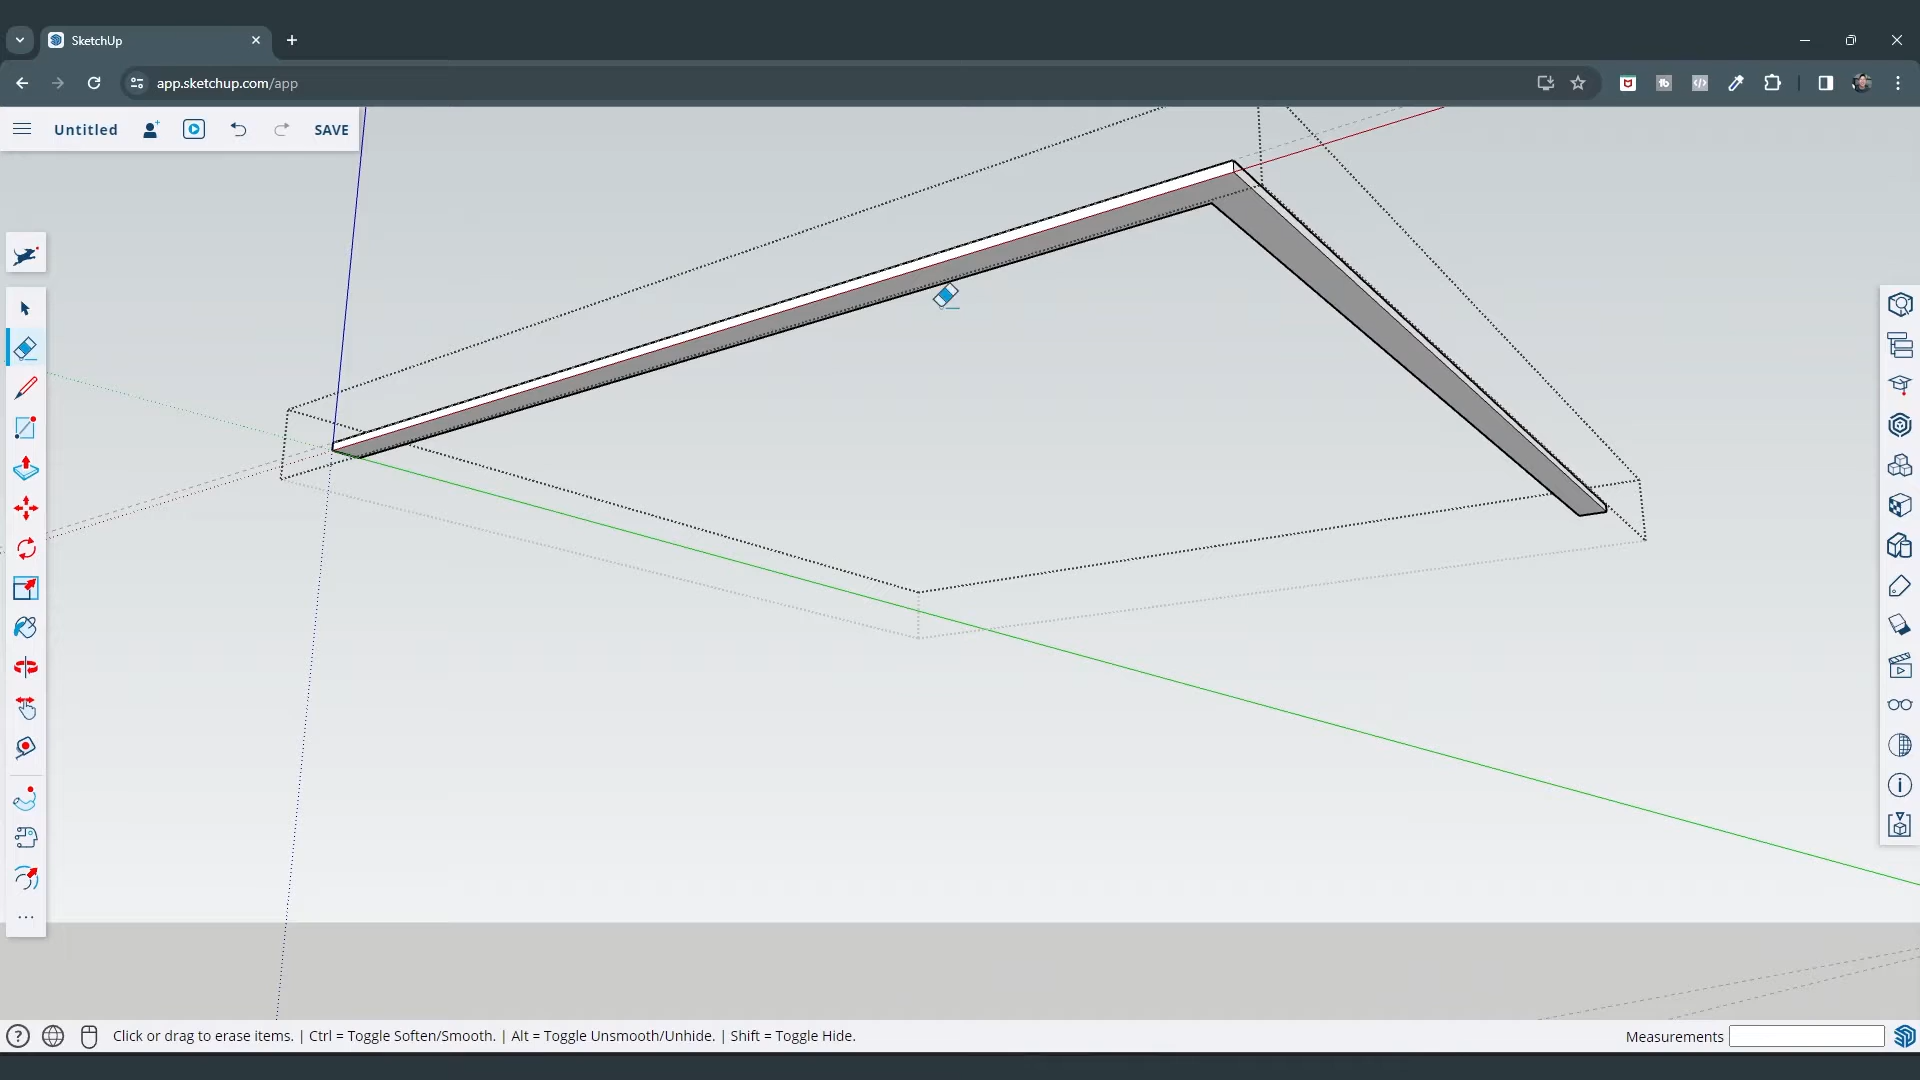 SketchUp
app.sketchup.com/app
Untitled
SAVE
Click or drag to erase items. | Ctrl = Toggle Soften/Smooth. | Alt = Toggle Unsmooth/Unhide. | Shift = Toggle Hide.
Measurements